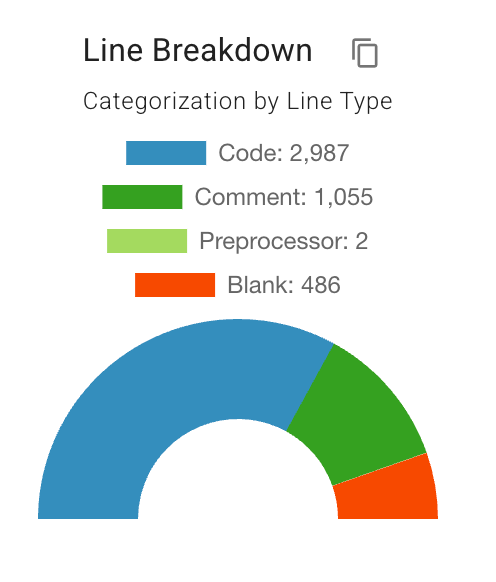 Line Breakdown
Categorization by Line Type
Code: 2,987
Comment: 1,055
Preprocessor: 2
Blank: 486